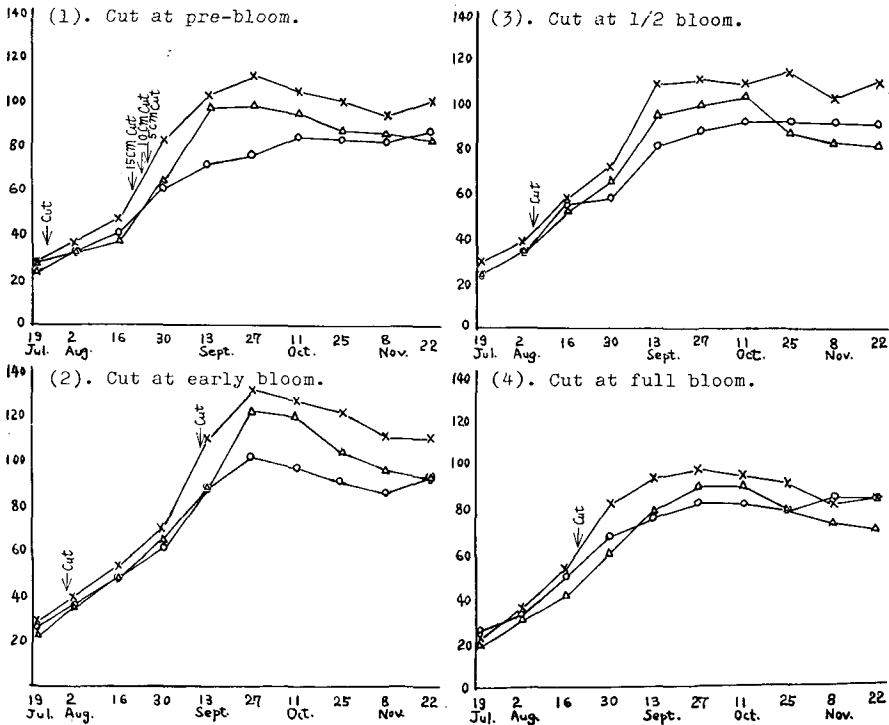 (1). Cut at pre-bloom.
140
120
100
80
60
40
20
0
Cut
15cm Cut
10cm Cut
5cm Cut
19 2 16 30 13 27 11 25 8 22
Jul. Aug. Sept. Oct. Nov.
(3). Cut at 1/2 bloom.
140
120
100
80
60
40
20
0
Cut
19 2 16 30 13 27 11 25 8 22
Jul. Aug. Sept. Oct. Nov.
(2). Cut at early bloom.
140
120
100
80
60
40
20
Cut
Cut
19 2 16 30 13 27 11 25 8 22
Jul. Aug. Sept. Oct. Nov.
(4). Cut at full bloom.
140
120
100
80
60
40
20
0
Cut
19 2 16 30 13 27 11 25 8 22
Jul. Aug. Sept. Oct. Nov.